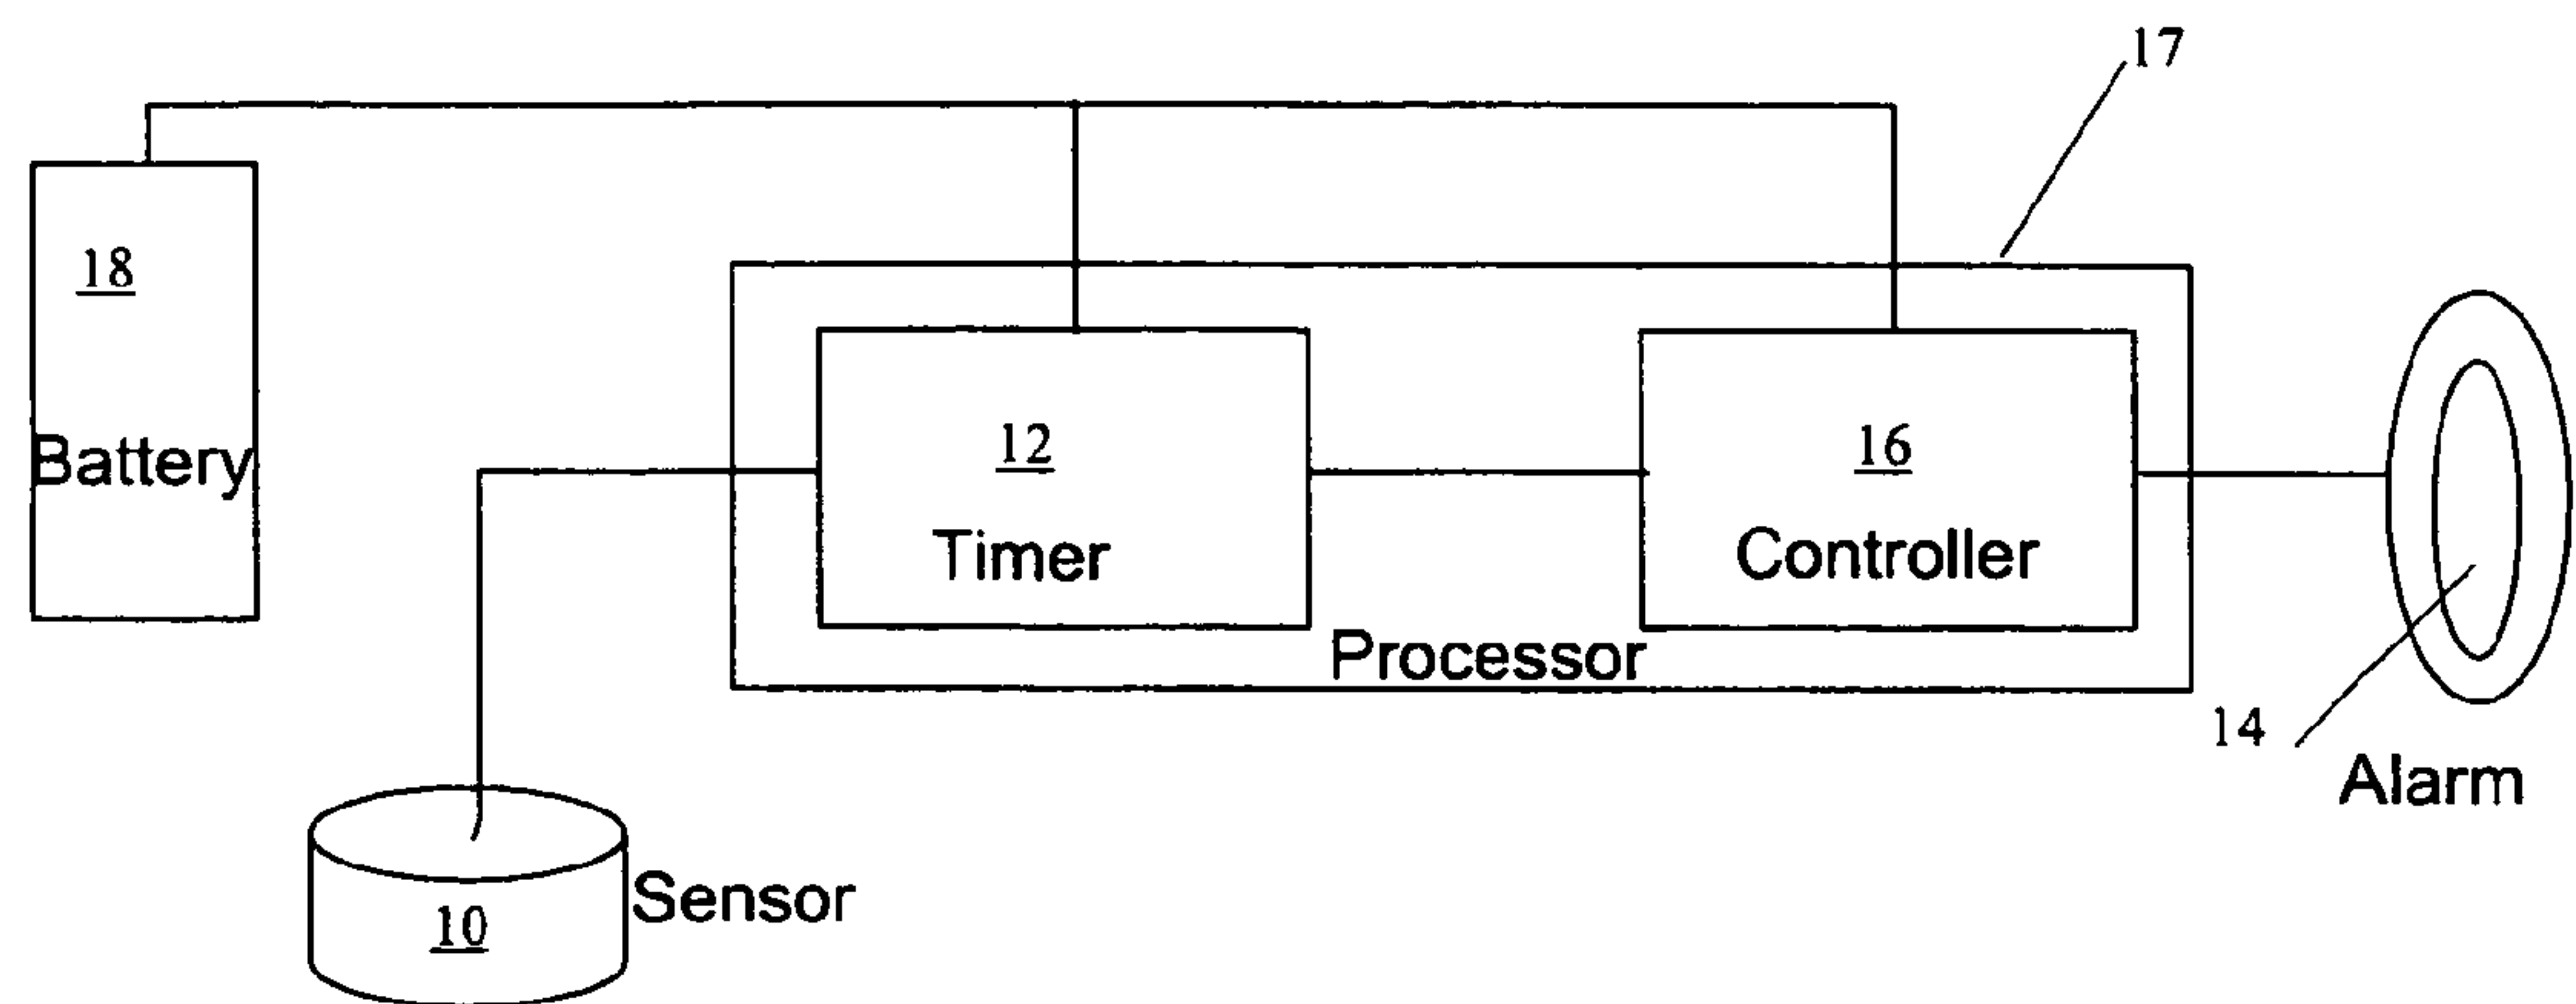 17
18
Battery
12
Timer
16
Controller
Processor
14
Alarm
10
Sensor